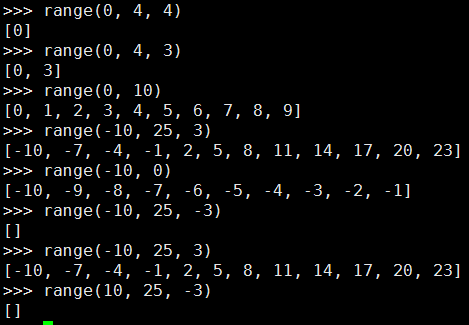 >>> range(0, 4, 4)
[0]
>>> range(0, 4, 3)
[0, 3]
>>> range(0, 10)
[0, 1, 2, 3, 4, 5, 6, 7, 8, 9]
>>> range(-10, 25, 3)
[-10, -7, -4, -1, 2, 5, 8, 11, 14, 17, 20, 23]
>>> range(-10, 0)
[-10, -9, -8, -7, -6, -5, -4, -3, -2, -1]
>>> range(-10, 25, -3)
[]
>>> range(-10, 25, 3)
[-10, -7, -4, -1, 2, 5, 8, 11, 14, 17, 20, 23]
>>> range(10, 25, -3)
[]